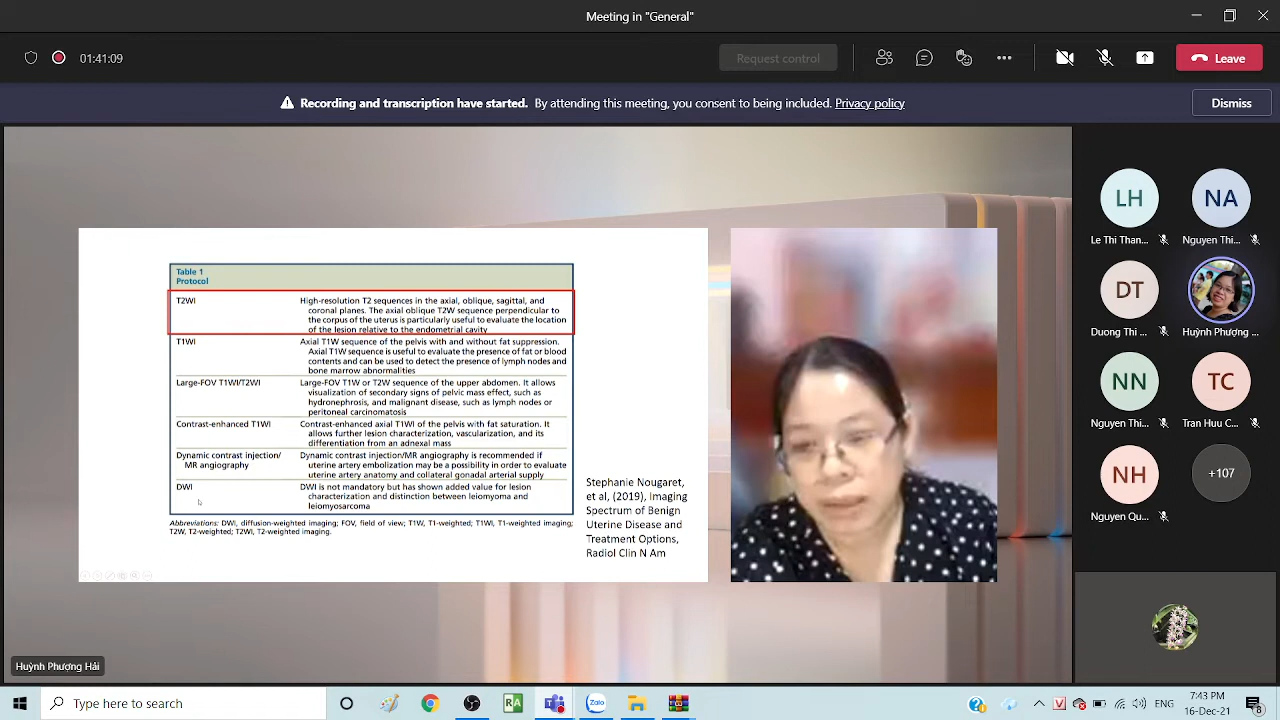 Meeting in "General"
01:41:09
Request control
Leave
Recording and transcription have started. By attending this meeting, you consent to being included. Privacy policy
Dismiss
LH
NA
Le Thi Than...
Nguyen Thi...
DT
Duong Thi ...
Huỳnh Phương ...
NN
TC
Nguyen Thi...
Tran Huu C...
NH
+107
Nguyen Qu...
Table 1
Protocol
T2WI
High-resolution T2 sequences in the axial, oblique, sagittal, and
coronal planes. The axial oblique T2W sequence perpendicular to
the corpus of the uterus is particularly useful to evaluate the location
of the lesion relative to the endometrial cavity
T1WI
Axial T1W sequence of the pelvis with and without fat suppression.
Axial T1W sequence is useful to evaluate the presence of fat or blood
contents and can be used to detect the presence of lymph nodes and
bone marrow abnormalities
Large-FOV T1WI/T2WI
Large-FOV T1W or T2W sequence of the upper abdomen. It allows
visualization of secondary signs of pelvic mass effect, such as
hydronephrosis, and malignant disease, such as lymph nodes or
peritoneal carcinomatosis
Contrast-enhanced T1WI
Contrast-enhanced axial T1WI of the pelvis with fat saturation. It
allows further lesion characterization, vascularization, and its
differentiation from an adnexal mass
Dynamic contrast injection/
MR angiography
Dynamic contrast injection/MR angiography is recommended if
uterine artery embolization may be a possibility in order to evaluate
uterine artery anatomy and collateral gonadal arterial supply
DWI
DWI is not mandatory but has shown added value for lesion
characterization and distinction between leiomyoma and
leiomyosarcoma
Abbreviations: DWI, diffusion-weighted imaging; FOV, field of view; T1W, T1-weighted; T1WI, T1-weighted imaging;
T2W, T2-weighted; T2WI, T2-weighted imaging.
Stephanie Nougaret,
et al, (2019), Imaging
Spectrum of Benign
Uterine Disease and
Treatment Options,
Radiol Clin N Am
Huỳnh Phương Hải
Type here to search
RA
Zalo
V
ENG
7:43 PM
16-Dec-21
8